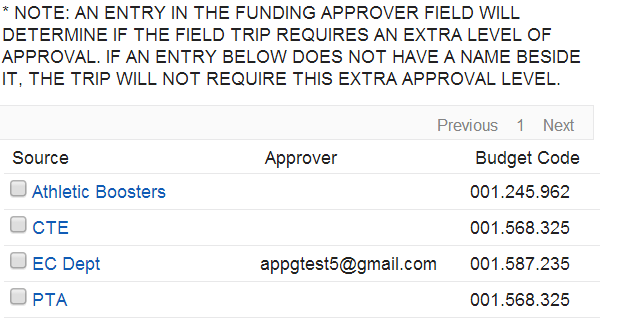 * NOTE: AN ENTRY IN THE FUNDING APPROVER FIELD WILL
DETERMINE IF THE FIELD TRIP REQUIRES AN EXTRA LEVEL OF
APPROVAL. IF AN ENTRY BELOW DOES NOT HAVE A NAME BESIDE
IT, THE TRIP WILL NOT REQUIRE THIS EXTRA APPROVAL LEVEL.
Previous 1 Next
Source Approver Budget Code
Athletic Boosters 001.245.962
CTE 001.568.325
EC Dept appgtest5@gmail.com 001.587.235
PTA 001.568.325